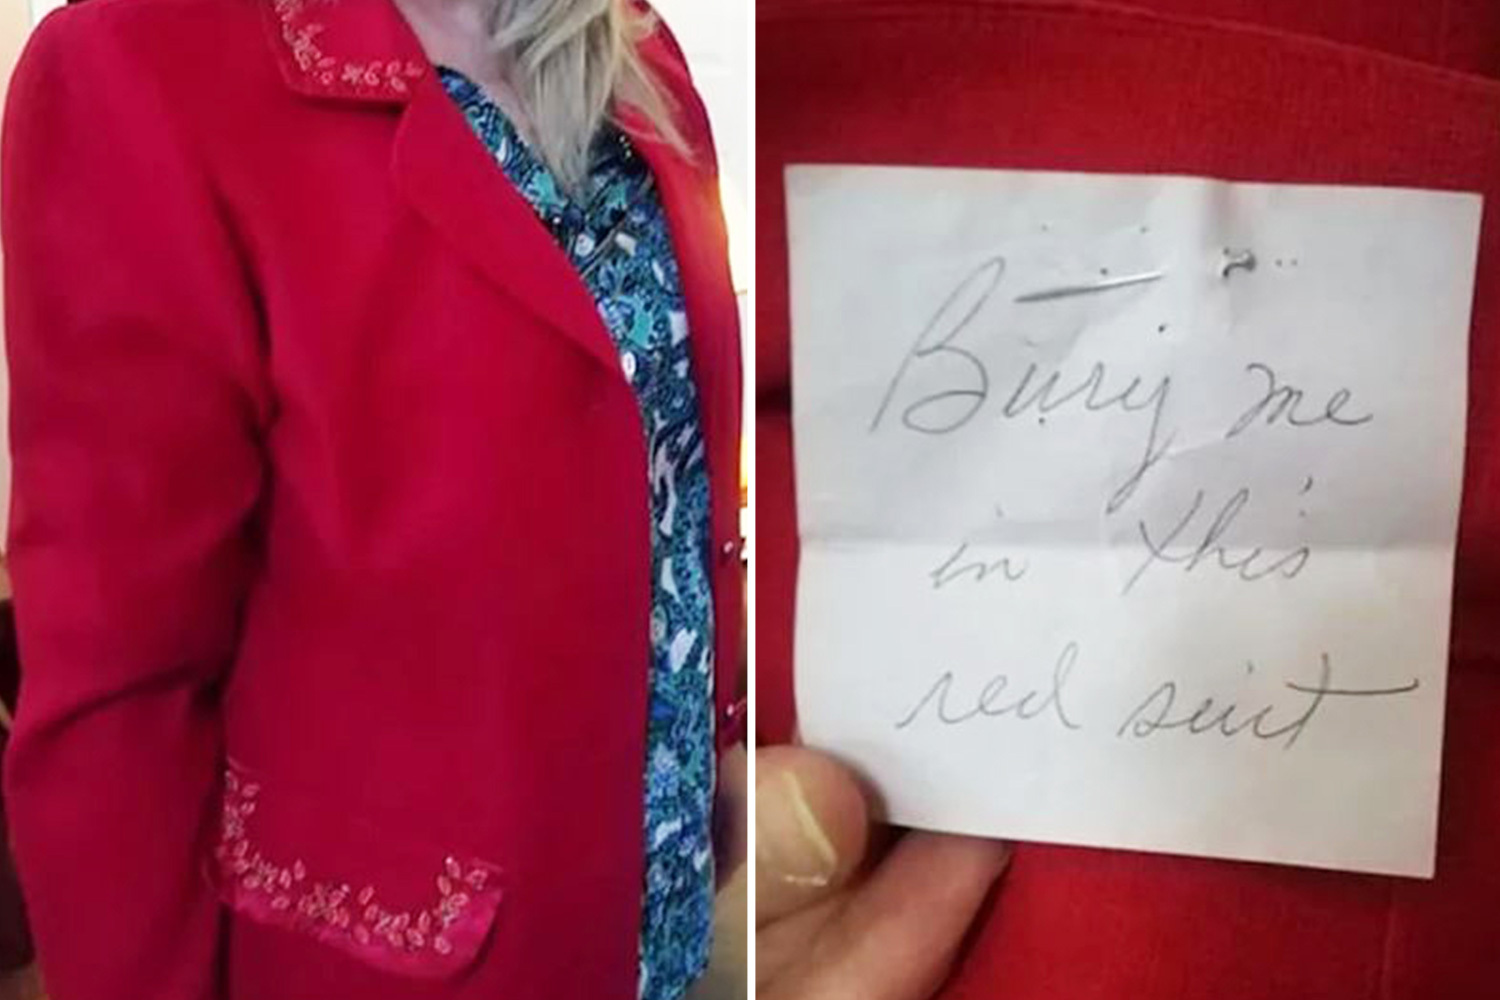 Bury me
in this
red suit